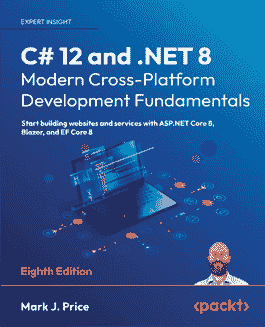 EXPERT INSIGHT
C# 12 and .NET 8
Modern Cross-Platform
Development Fundamentals
Start building websites and services with ASP.NET Core 8,
Blazor, and EF Core 8
Eighth Edition
Mark J. Price
<packt>